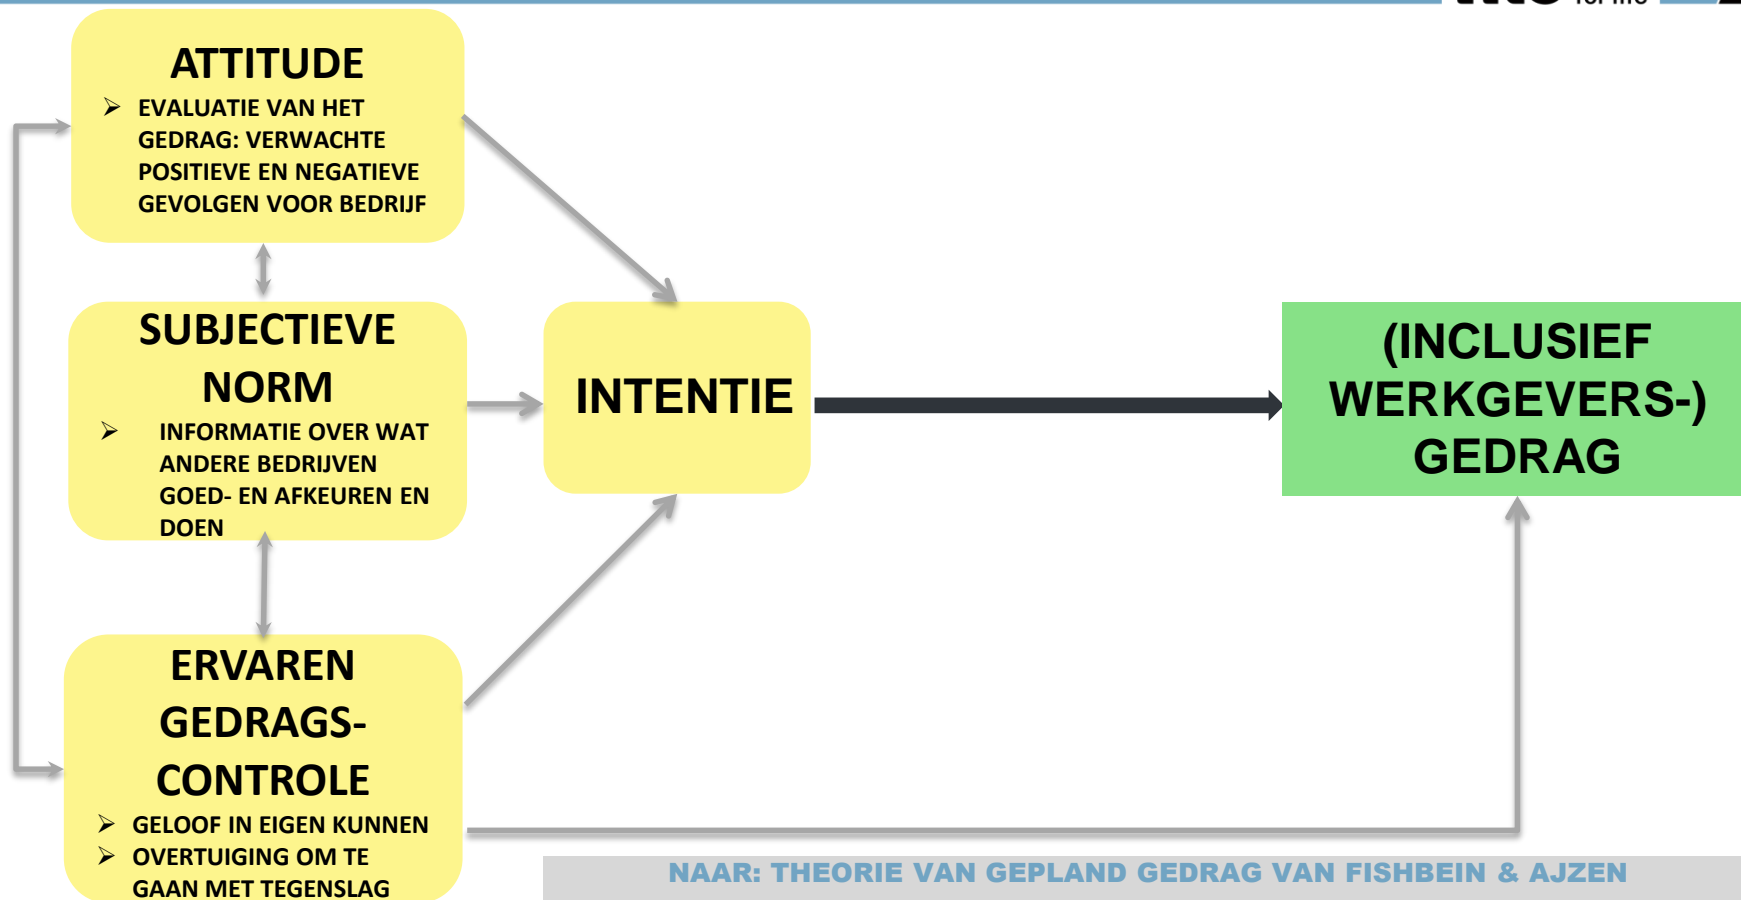 for life
ATTITUDE
➢ EVALUATIE VAN HET
GEDRAG: VERWACHTE
POSITIEVE EN NEGATIEVE
GEVOLGEN VOOR BEDRIJF
SUBJECTIEVE
NORM
➢ INFORMATIE OVER WAT
ANDERE BEDRIJVEN
GOED- EN AFKEUREN EN
DOEN
ERVAREN
GEDRAGS-
CONTROLE
➢ GELOOF IN EIGEN KUNNEN
➢ OVERTUIGING OM TE
GAAN MET TEGENSLAG
INTENTIE
(INCLUSIEF
WERKGEVERS-)
GEDRAG
NAAR: THEORIE VAN GEPLAND GEDRAG VAN FISHBEIN & AJZEN